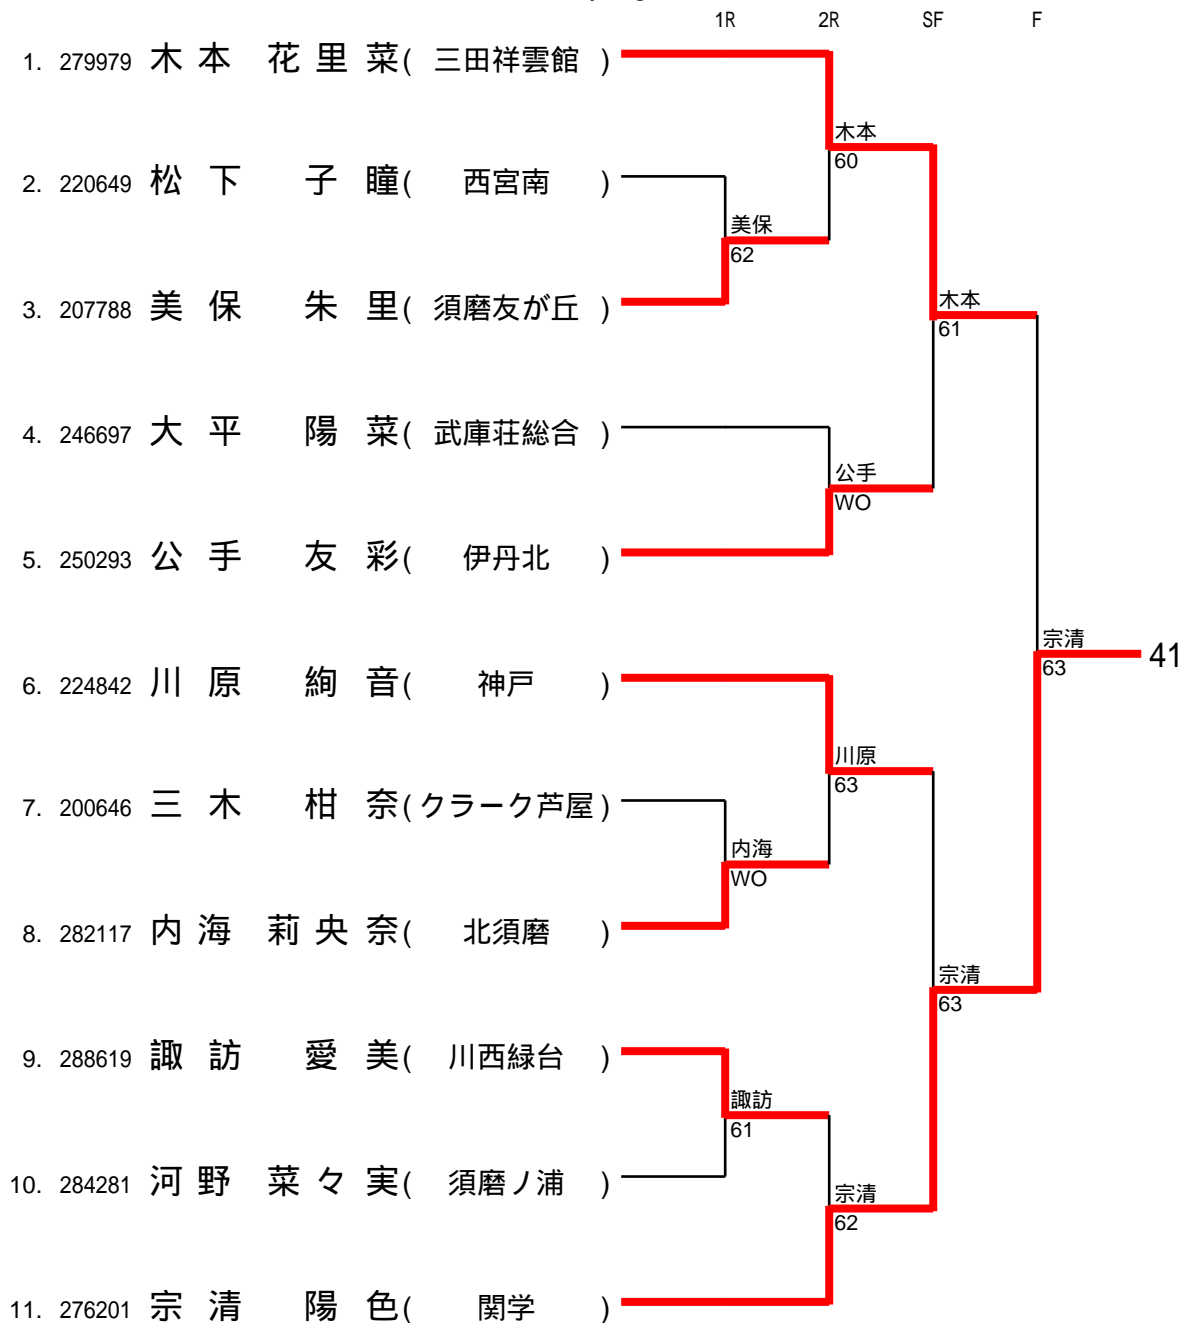 1R 2R SF F
1. 279979 木本 花里菜( 三田祥雲館 )
木本
60
2. 220649 松下 子瞳( 西宮南 )
美保
62
3. 207788 美保 朱里( 須磨友が丘 )
木本
61
4. 246697 大平 陽菜( 武庫荘総合 )
公手
WO
5. 250293 公手 友彩( 伊丹北 )
宗清
63
41
6. 224842 川原 絢音( 神戸 )
川原
63
7. 200646 三木 柑奈( クラーク芦屋 )
内海
WO
8. 282117 内海 莉央奈( 北須磨 )
宗清
63
9. 288619 諏訪 愛美( 川西緑台 )
諏訪
61
10. 284281 河野 菜々実( 須磨ノ浦 )
宗清
62
11. 276201 宗清 陽色( 関学 )